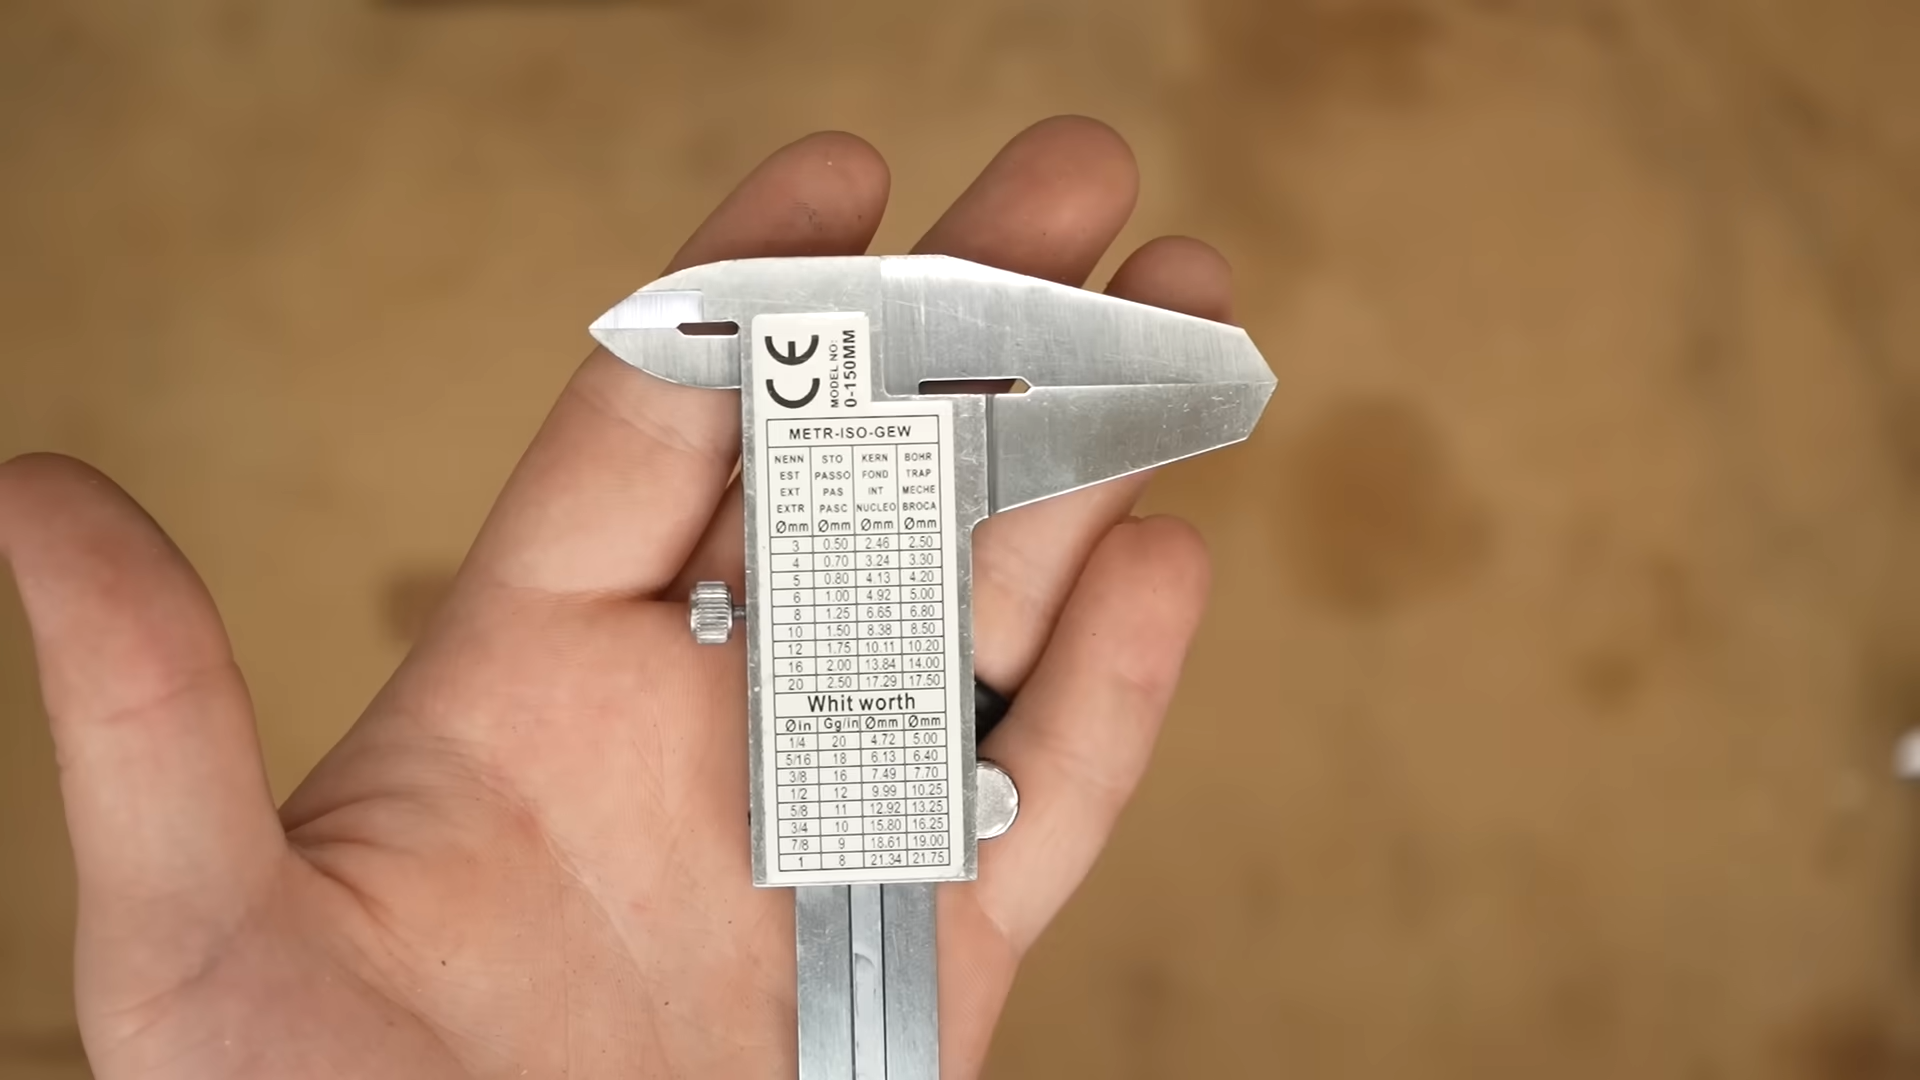 CE
MODEL NO:
0-150MM
METR-ISO-GEW
NENN STO KERN BOHR
EST PASSO FOND TRAP
EXT PAS INT MECHE
EXTR PASC NUCLEO BROCA
Ømm Ømm Ømm Ømm
3 0.50 2.46 2.50
4 0.70 3.24 3.30
5 0.80 4.13 4.20
6 1.00 4.92 5.00
8 1.25 6.65 6.80
10 1.50 8.38 8.50
12 1.75 10.11 10.20
16 2.00 13.84 14.00
20 2.50 17.29 17.50
Whit worth
Øin Gg/in Ømm Ømm
1/4 20 4.72 5.00
5/16 18 6.13 6.40
3/8 16 7.49 7.70
1/2 12 9.99 10.25
5/8 11 12.92 13.25
3/4 10 15.80 16.25
7/8 9 18.61 19.00
1 8 21.34 21.75